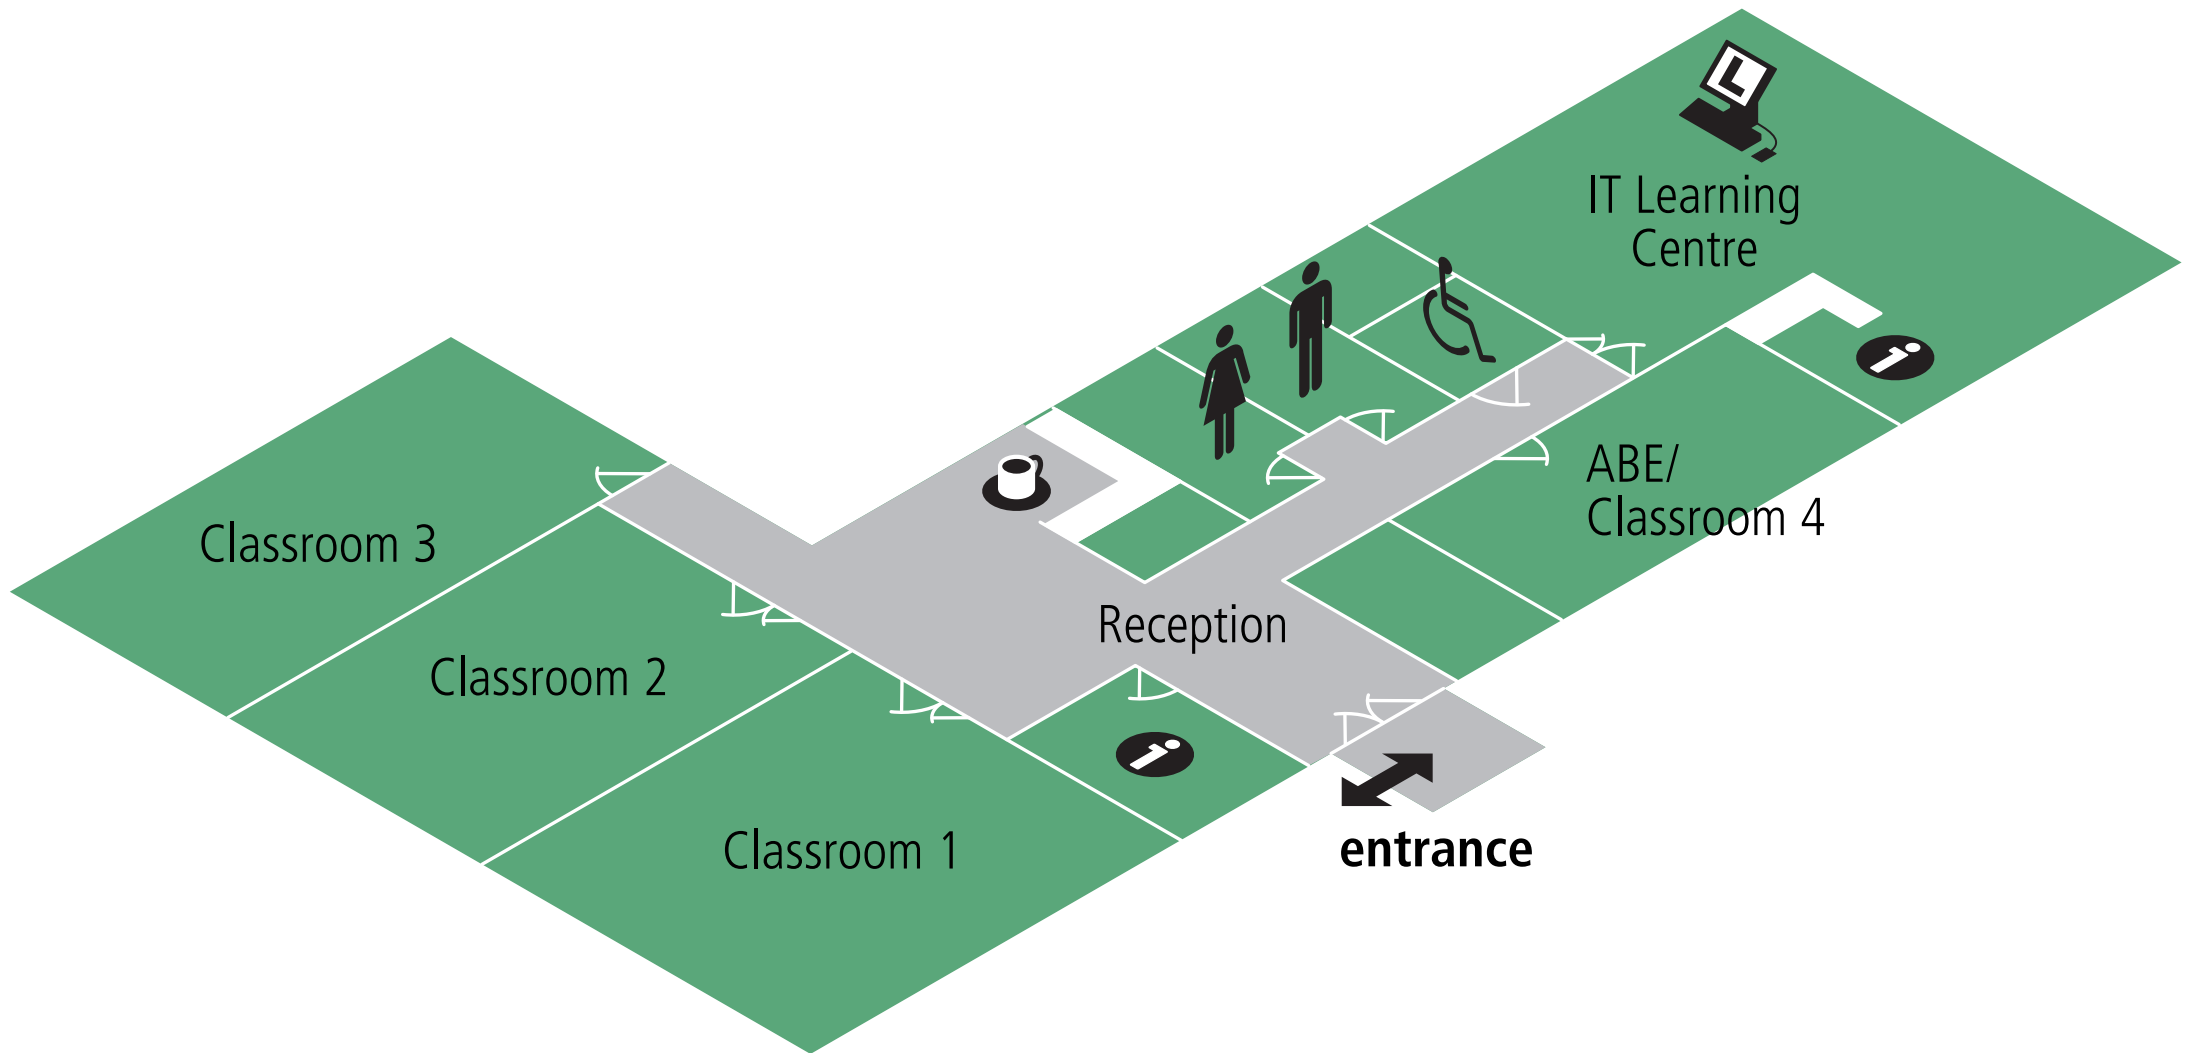 IT Learning
Centre
ABE/
Classroom 4
Classroom 3
Reception
Classroom 2
Classroom 1
entrance